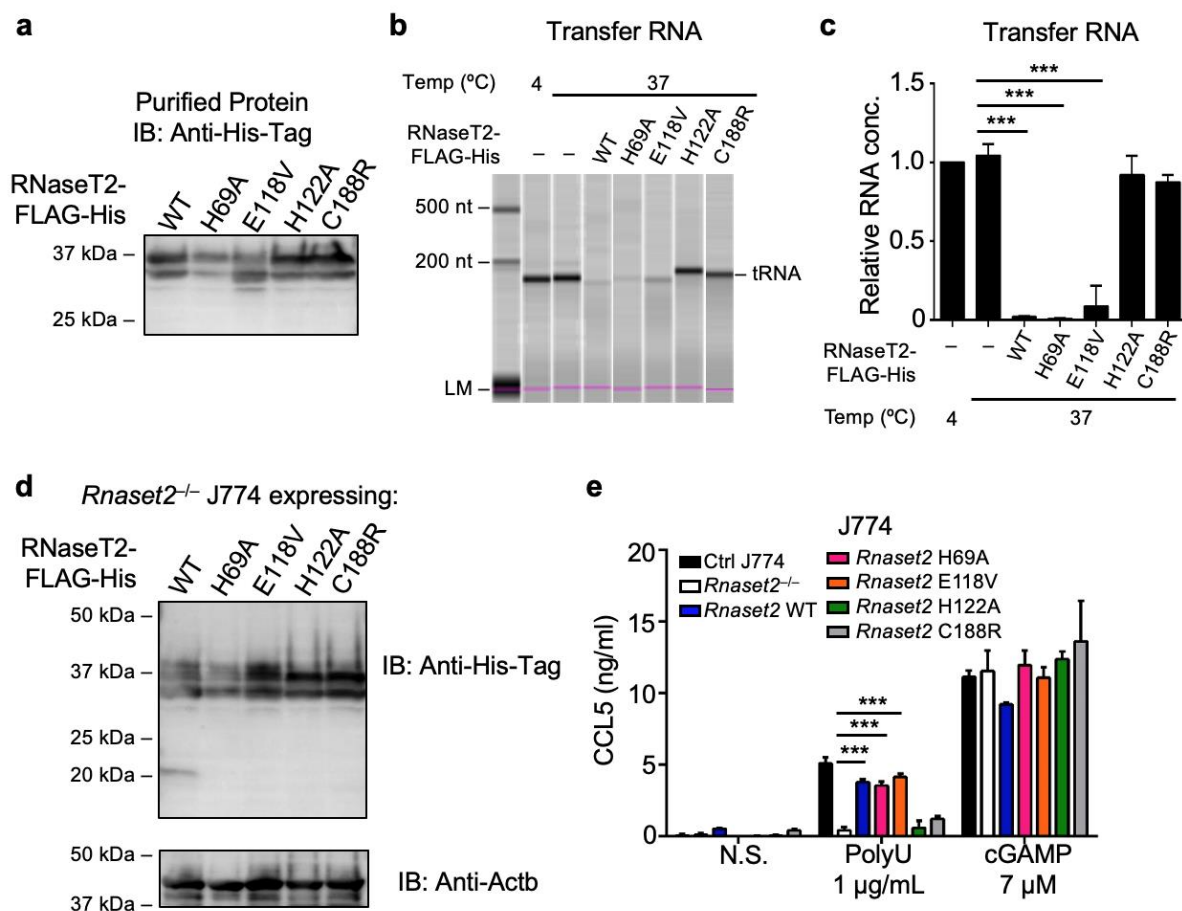 a
Purified Protein
IB: Anti-His-Tag
RNaseT2-
FLAG-His
WT
H69A
E118V
H122A
C188R
37 kDa –
25 kDa –
b
Transfer RNA
Temp (ºC)
4
37
RNaseT2-
FLAG-His
–
–
WT
H69A
E118V
H122A
C188R
500 nt –
200 nt –
– tRNA
LM –
c
Transfer RNA
Relative RNA conc.
1.5
1.0
0.5
0
***
***
***
RNaseT2-
FLAG-His
–
–
WT
H69A
E118V
H122A
C188R
Temp (ºC)
4
37
d
Rnaset2–/– J774 expressing:
RNaseT2-
FLAG-His
WT
H69A
E118V
H122A
C188R
50 kDa –
37 kDa –
25 kDa –
20 kDa –
IB: Anti-His-Tag
50 kDa –
37 kDa –
IB: Anti-Actb
e
J774
Ctrl J774
Rnaset2–/–
Rnaset2 WT
Rnaset2 H69A
Rnaset2 E118V
Rnaset2 H122A
Rnaset2 C188R
CCL5 (ng/ml)
20
15
10
5
0
***
***
***
N.S.
PolyU
1 µg/mL
cGAMP
7 µM